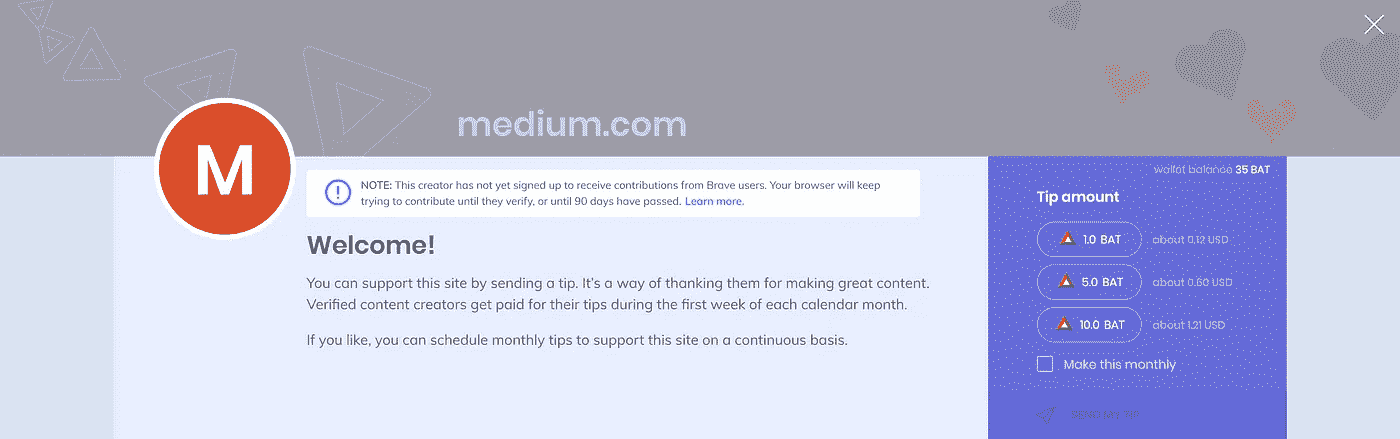 medium.com
M
NOTE: This creator has not yet signed up to receive contributions from Brave users. Your browser will keep
trying to contribute until they verify, or until 90 days have passed. Learn more.
Welcome!
You can support this site by sending a tip. It's a way of thanking them for making great content.
Verified content creators get paid for their tips during the first week of each calendar month.
If you like, you can schedule monthly tips to support this site on a continuous basis.
wallet balance 35 BAT
Tip amount
1.0 BAT about 0.12 USD
5.0 BAT about 0.60 USD
10.0 BAT about 1.21 USD
Make this monthly
SEND MY TIP